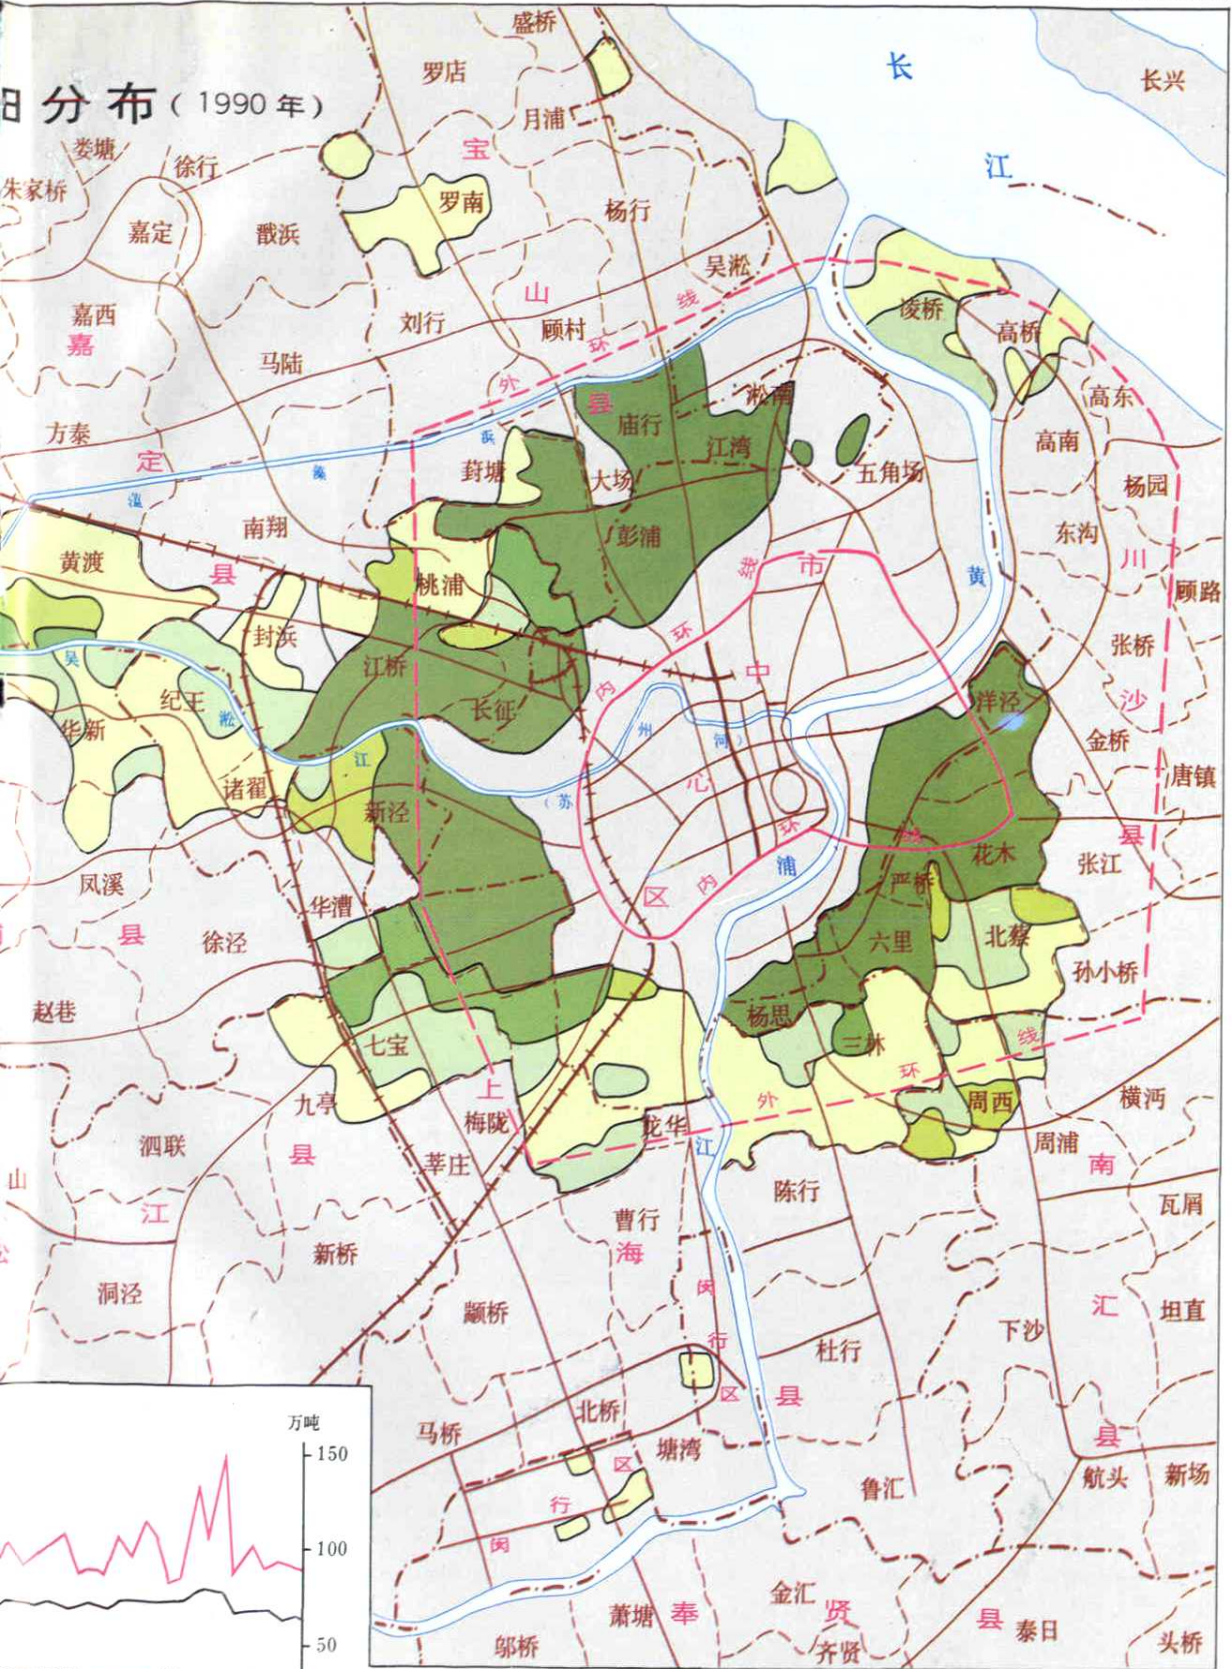 分布(1990年)
盛桥
罗店
长
长兴
月浦
娄塘
宝
徐行
江
朱家桥
罗南
杨行
嘉定
戬浜
吴淞
山
线
凌桥
嘉西
刘行
顾村
高桥
嘉
环
马陆
外
县
淞南
高东
方泰
庙行
浜
江湾
高南
定
葑塘
大场
五角场
蕰
藻
杨园
南翔
彭浦
东沟
黄渡
县
桃浦
线
市
黄
川
顾路
吴
封浜
环
张桥
江桥
中
纪王
内
洋泾
沙
淞
长征
州
华新
河)
金桥
江
诸翟
心
唐镇
(苏
新泾
环
线
县
花木
凤溪
浦
张江
华漕
区
内
严桥
县
徐泾
六里
北蔡
孙小桥
赵巷
杨思
七宝
三林
线
环
上
外
九亭
周西
横沔
梅陇
龙华
泗联
江
周浦
县
莘庄
南
山
陈行
江
瓦屑
曹行
新桥
海
洞泾
闵
颛桥
汇
坦直
行
下沙
杜行
区
县
北桥
马桥
塘湾
县
万吨
150
区
航头
新场
行
鲁汇
闵
100
金汇
萧塘
奉
贤
县
泰日
50
邬桥
齐贤
头桥